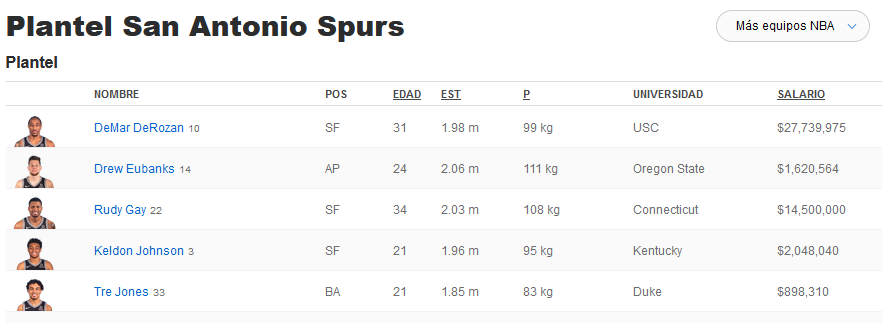 Plantel San Antonio Spurs
Más equipos NBA
Plantel
NOMBRE POS EDAD EST P UNIVERSIDAD SALARIO
DeMar DeRozan 10 SF 31 1.98 m 99 kg USC $27,739,975
Drew Eubanks 14 AP 24 2.06 m 111 kg Oregon State $1,620,564
Rudy Gay 22 SF 34 2.03 m 108 kg Connecticut $14,500,000
Keldon Johnson 3 SF 21 1.96 m 95 kg Kentucky $2,048,040
Tre Jones 33 BA 21 1.85 m 83 kg Duke $898,310